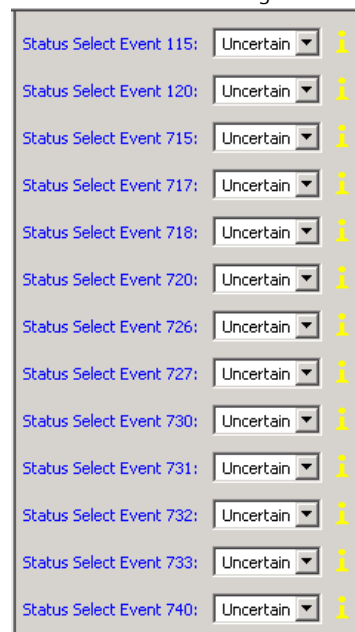 Status Select Event 115: Uncertain i
Status Select Event 120: Uncertain i
Status Select Event 715: Uncertain i
Status Select Event 717: Uncertain i
Status Select Event 718: Uncertain i
Status Select Event 720: Uncertain i
Status Select Event 726: Uncertain i
Status Select Event 727: Uncertain i
Status Select Event 730: Uncertain i
Status Select Event 731: Uncertain i
Status Select Event 732: Uncertain i
Status Select Event 733: Uncertain i
Status Select Event 740: Uncertain i